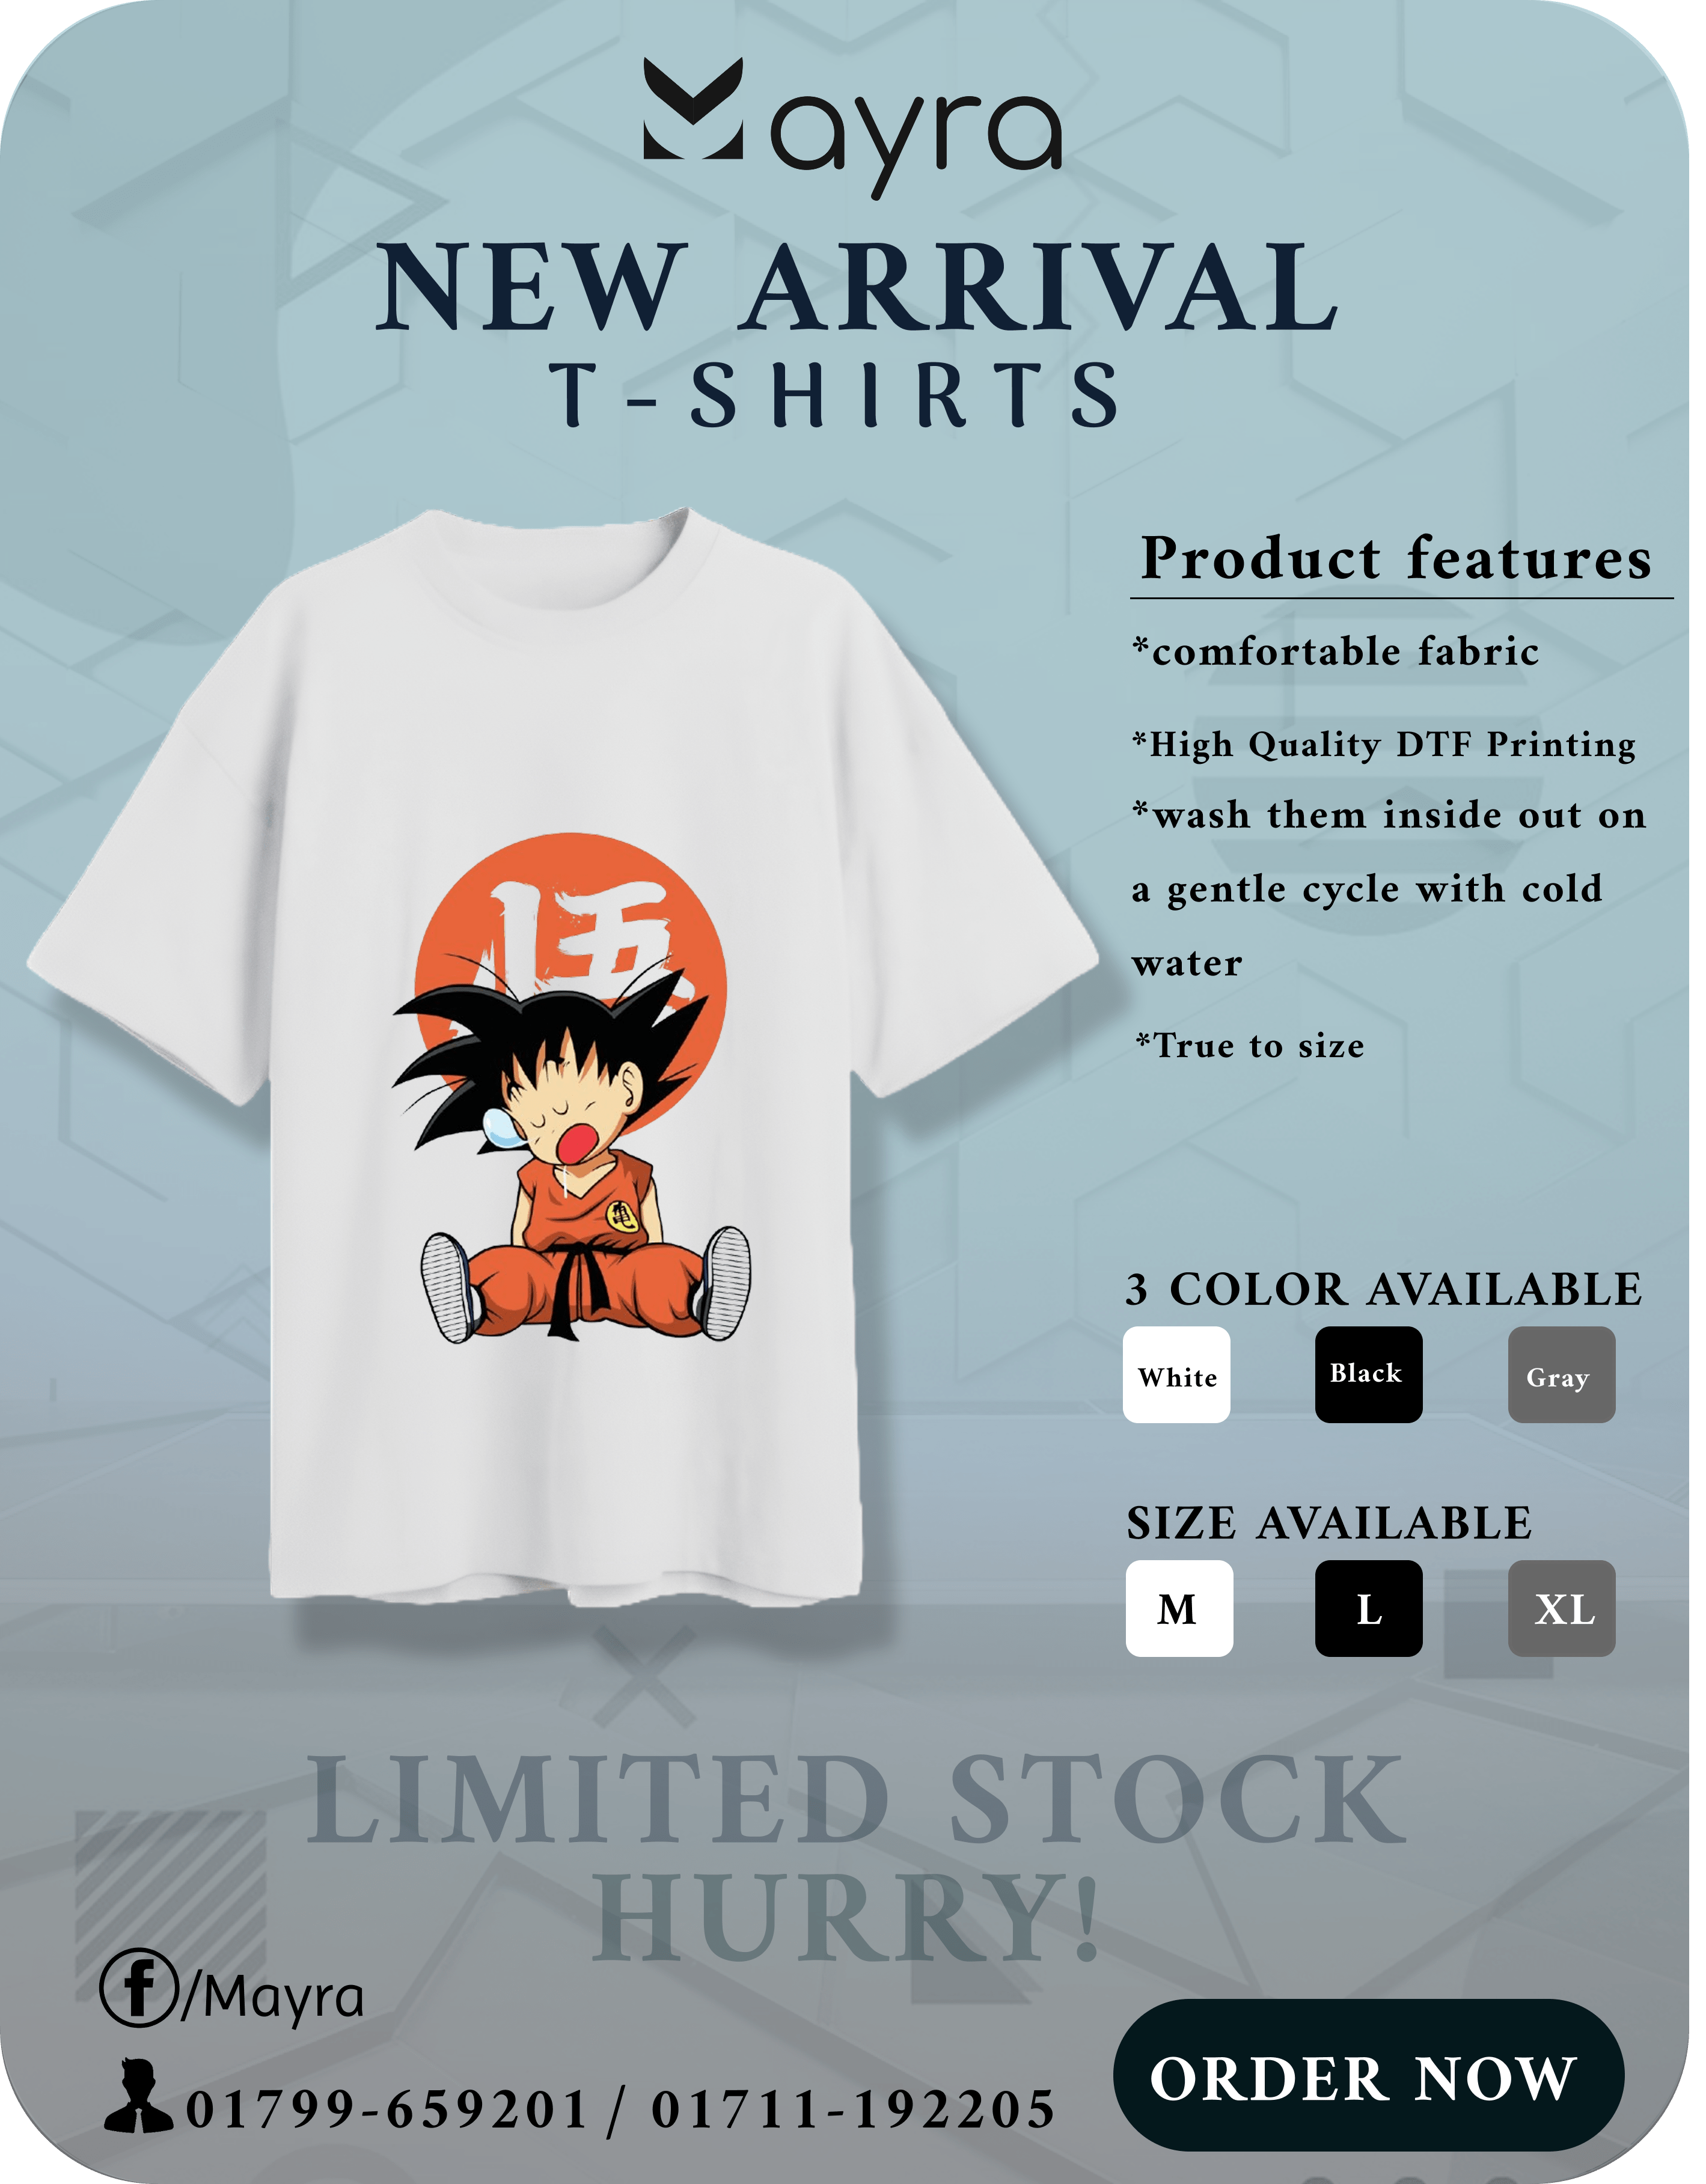 Mayra
NEW ARRIVAL
T-SHIRTS
悟
亀
Product features
*comfortable fabric
*High Quality DTF Printing
*wash them inside out on
a gentle cycle with cold
water
*True to size
3 COLOR AVAILABLE
White Black Gray
SIZE AVAILABLE
M L XL
LIMITED STOCK
HURRY!
f/Mayra
01799-659201 / 01711-192205
ORDER NOW